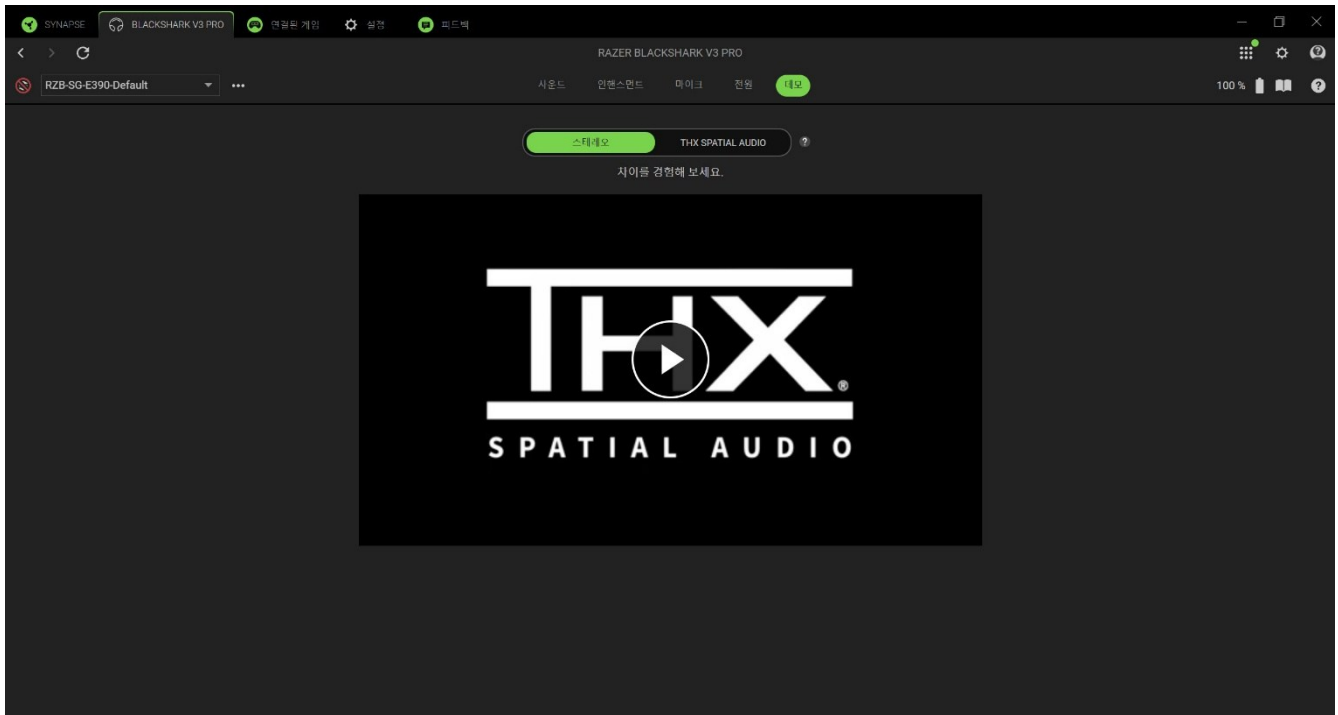 SYNAPSE BLACKSHARK V3 PRO 연결된 게임 설정 피드백
RAZER BLACKSHARK V3 PRO
RZB-SG-E390-Default 사운드 인핸스먼트 마이크 전원 데모 100 %
스테레오 THX SPATIAL AUDIO ?
차이를 경험해 보세요.
THX®
SPATIAL AUDIO